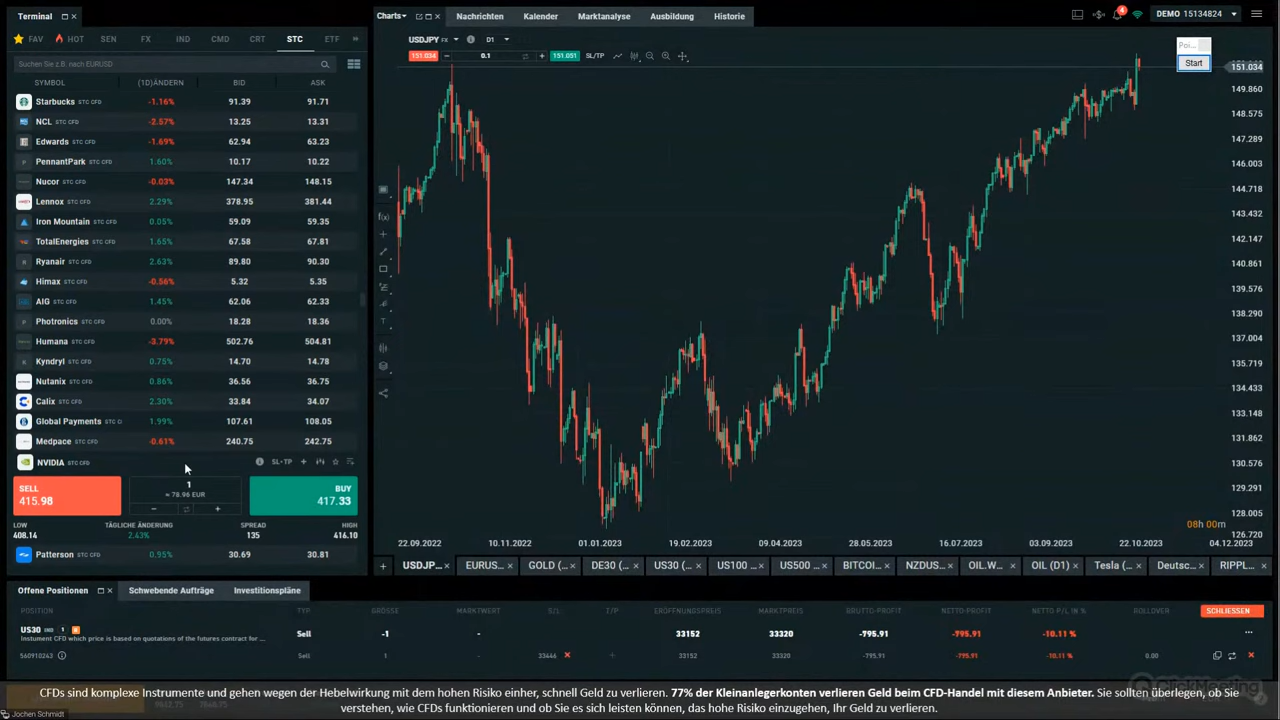 Terminal
Charts
Nachrichten
Kalender
Marktanalyse
Ausbildung
Historie
4
DEMO 15134824
FAV
HOT
SEN
FX
IND
CMD
CRT
STC
ETF
»
USDJPY FX
D1
Start
Suchen Sie z.B. nach EURUSD
151.034
0.1
151.051
SL/TP
SYMBOL (1D)ÄNDERN BID ASK
Starbucks STC CFD -1.16% 91.39 91.71
NCL STC CFD -2.57% 13.25 13.31
Edwards STC CFD -1.69% 62.94 63.23
PennantPark STC CFD 1.60% 10.17 10.22
Nucor STC CFD -0.03% 147.34 148.15
Lennox STC CFD 2.29% 378.95 381.44
Iron Mountain STC CFD 0.05% 59.09 59.35
TotalEnergies STC CFD 1.65% 67.58 67.81
Ryanair STC CFD 2.63% 89.80 90.30
Himax STC CFD -0.56% 5.32 5.35
AIG STC CFD 1.45% 62.06 62.33
Photronics STC CFD 0.00% 18.28 18.36
Humana STC CFD -3.79% 502.76 504.81
Kyndryl STC CFD 0.75% 14.70 14.78
Nutanix STC CFD 0.86% 36.56 36.75
Calix STC CFD 2.30% 33.84 34.07
Global Payments STC C 1.99% 107.61 108.05
Medpace STC CFD -0.61% 240.75 242.75
NVIDIA STC CFD SL-TP
SELL
415.98
1
≈ 78.96 EUR
BUY
417.33
LOW TÄGLICHE ÄNDERUNG SPREAD HIGH
408.14 2.43% 135 416.10
Patterson STC CFD 0.95% 30.69 30.81
151.034
149.860
148.575
147.289
146.003
144.718
143.432
142.147
140.861
139.576
138.290
137.005
135.719
134.433
133.148
131.862
130.576
129.291
128.005
126.720
08h 00m
22.09.2022 10.11.2022 01.01.2023 19.02.2023 09.04.2023 28.05.2023 16.07.2023 03.09.2023 22.10.2023 04.12.2023
USDJP...
EURUS...
GOLD (...
DE30 (...
US30 (...
US100 ...
US500 ...
BITCOI...
NZDUS...
OIL.W...
OIL (D1)
Tesla (...
Deutsc...
RIPPL...
Offene Positionen
Schwebende Aufträge
Investitionspläne
POSITION TYP GRÖSSE MARKTWERT S/L T/P ERÖFFNUNGSPREIS MARKTPREIS BRUTTO-PROFIT NETTO-PROFIT NETTO P/L IN % ROLLOVER SCHLIESSEN
US30 IND 1 Sell -1 - 33152 33320 -795.91 -795.91 -10.11 %
Instument CFD which price is based on quotations of the futures contract for ...
560910243 Sell 1 - 33446 33152 33320 -795.91 -795.91 -10.11 % 0.00
CFDs sind komplexe Instrumente und gehen wegen der Hebelwirkung mit dem hohen Risiko einher, schnell Geld zu verlieren. 77% der Kleinanlegerkonten verlieren Geld beim CFD-Handel mit diesem Anbieter. Sie sollten überlegen, ob Sie
verstehen, wie CFDs funktionieren und ob Sie es sich leisten können, das hohe Risiko einzugehen, Ihr Geld zu verlieren.
ClickMeeting
Jochen Schmidt